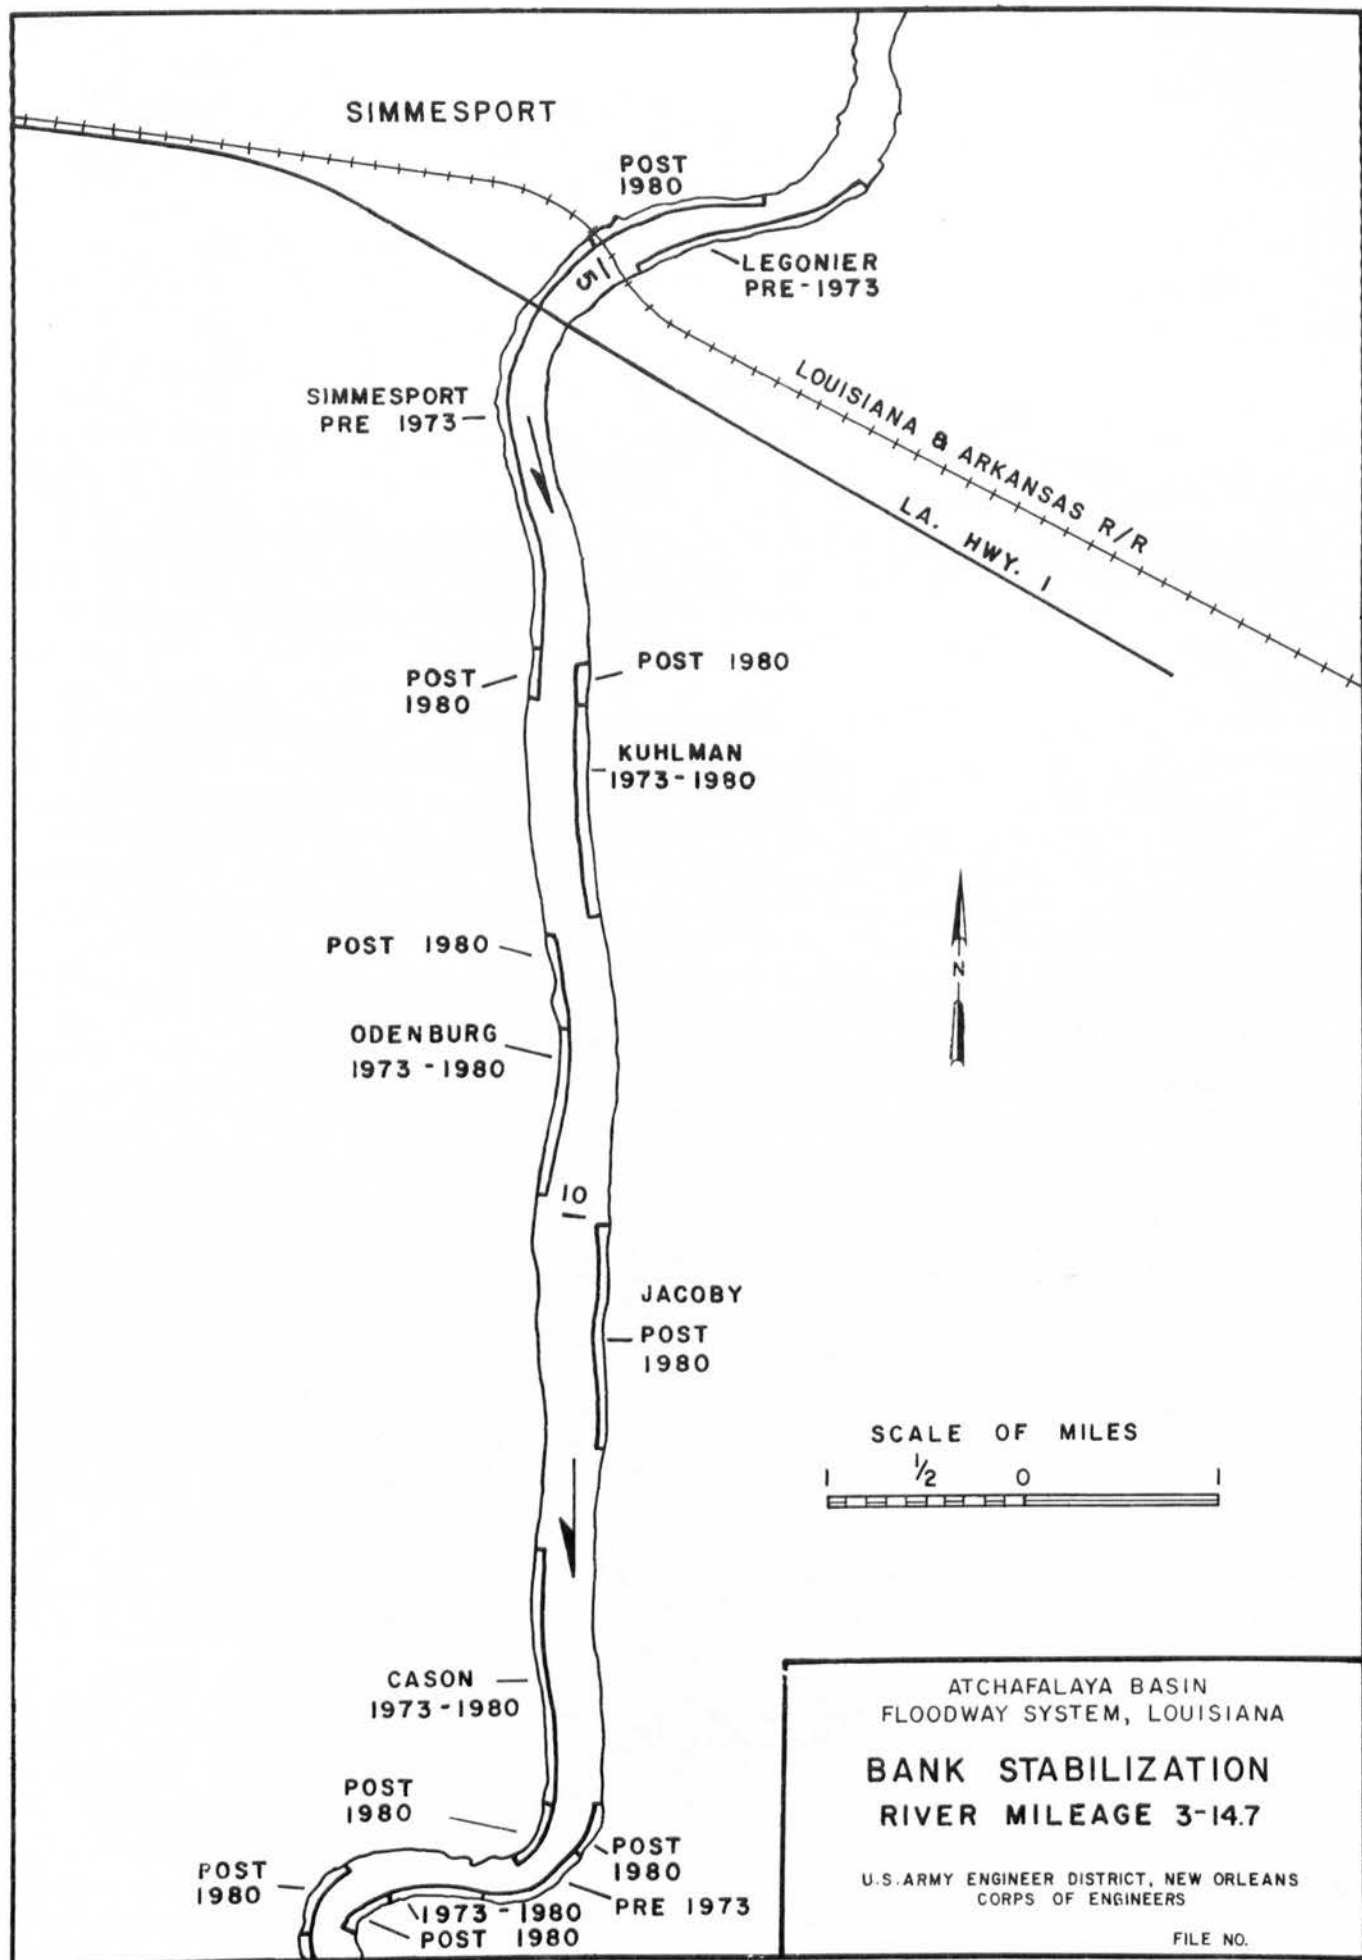 SIMMESPORT
POST
1980
LEGONIER
PRE-1973
5
SIMMESPORT
PRE 1973
LOUISIANA & ARKANSAS R/R
LA. HWY. 1
POST
1980
POST 1980
KUHLMAN
1973-1980
POST 1980
N
ODENBURG
1973-1980
10
JACOBY
POST
1980
SCALE OF MILES
1 1/2 0 1
CASON
1973-1980
POST
1980
POST
1980
POST
1980
PRE 1973
1973-1980
POST 1980
ATCHAFALAYA BASIN
FLOODWAY SYSTEM, LOUISIANA
BANK STABILIZATION
RIVER MILEAGE 3-14.7
U.S. ARMY ENGINEER DISTRICT, NEW ORLEANS
CORPS OF ENGINEERS
FILE NO.